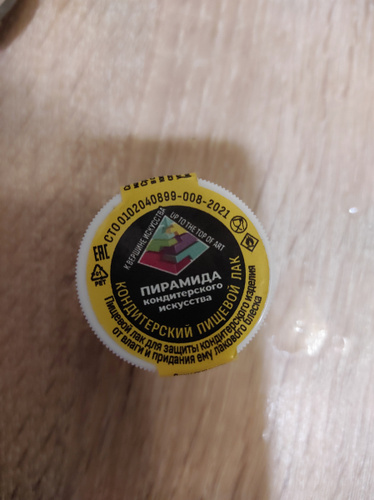 СТО 0102040899-008-2021
К ВЕРШИНЕ ИСКУССТВА
UP TO THE TOP OF ART
ПИРАМИДА
кондитерского
искусства
КОНДИТЕРСКИЙ ПИЩЕВОЙ ЛАК
Пищевой лак для защиты кондитерского изделия
от влаги и придания ему лакового блеска
EAC